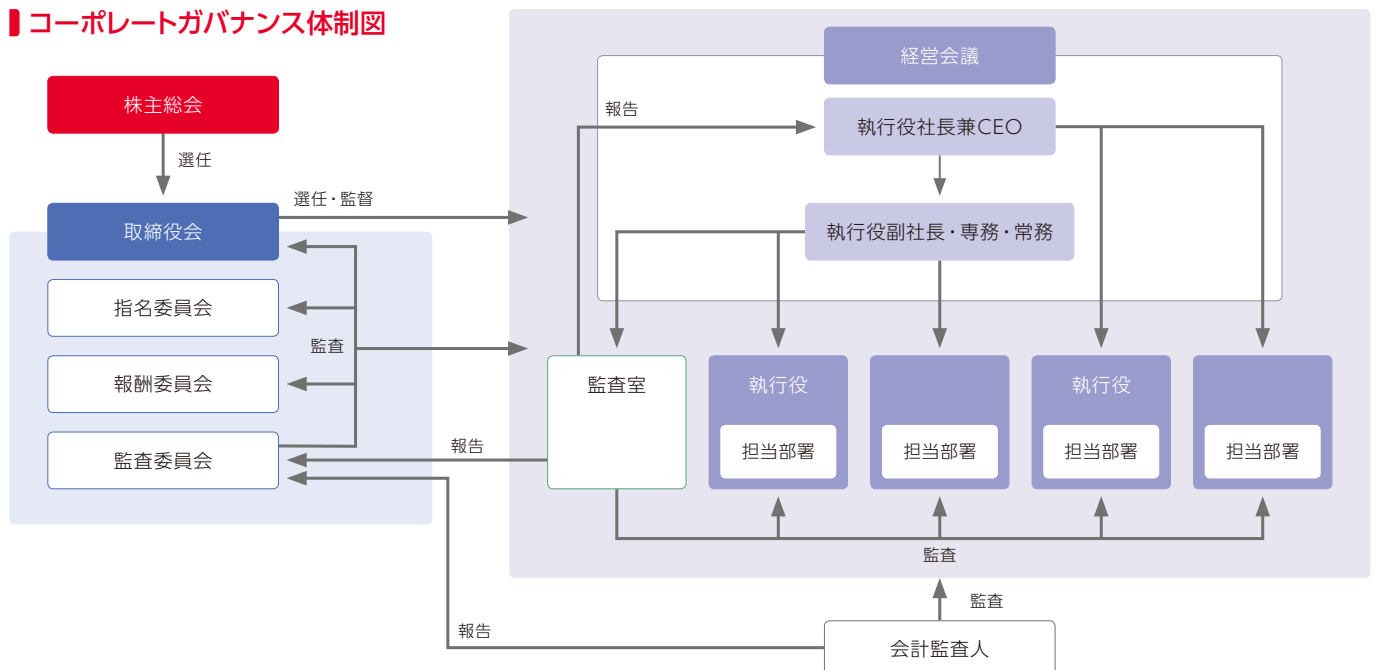 コーポレートガバナンス体制図
株主総会
選任
取締役会
選任・監督
指名委員会
報酬委員会
監査委員会
監査
経営会議
報告
執行役社長兼CEO
執行役副社長・専務・常務
監査室
執行役
担当部署
担当部署
執行役
担当部署
担当部署
報告
監査
監査
報告
会計監査人